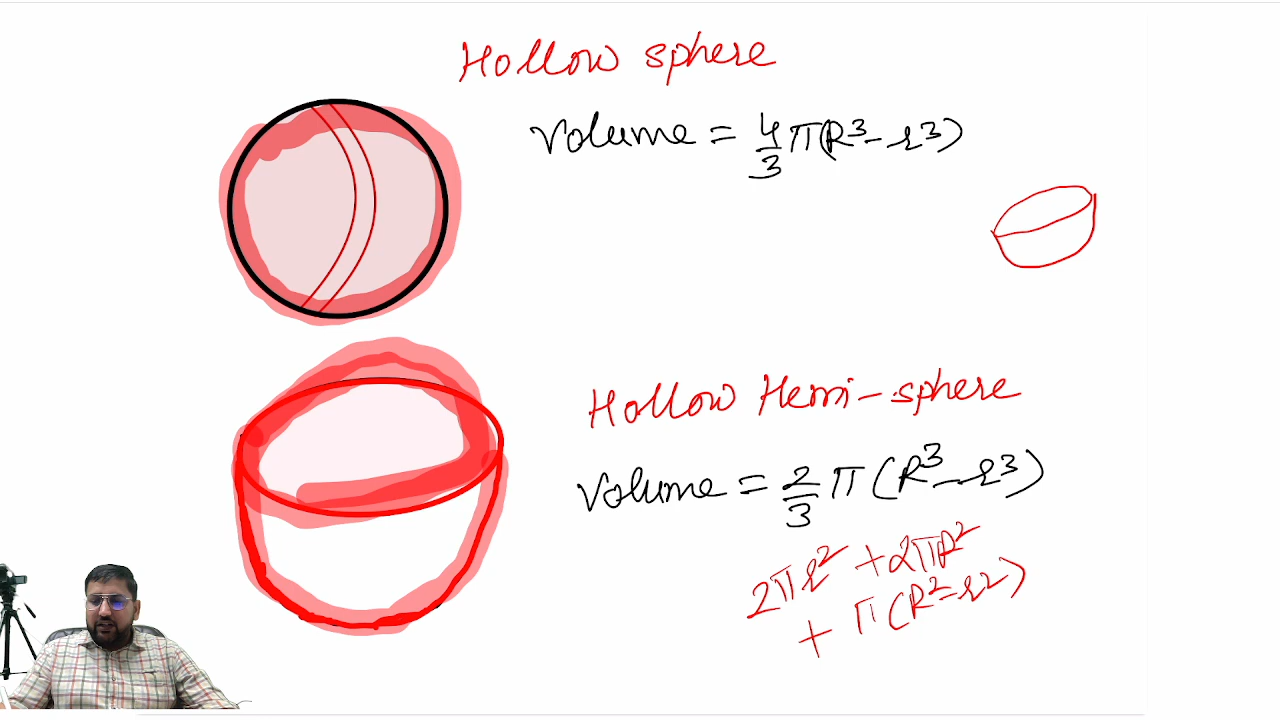 Hollow sphere
Volume = 4/3 π(R³ - r³)
Hollow Hemi-sphere
Volume = 2/3 π (R³ - r³)
2πr² + 2πR²
+ π(R² - r²)